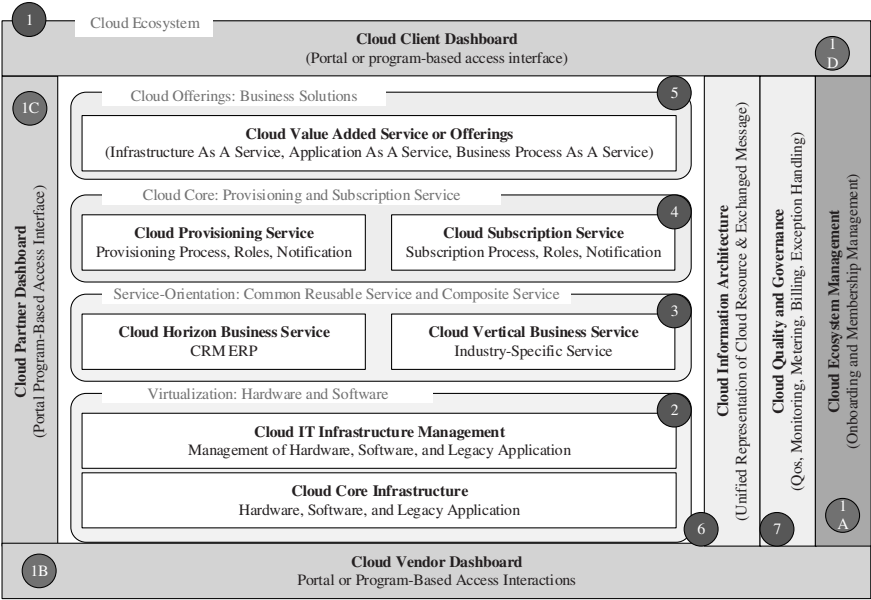 1
Cloud Ecosystem
Cloud Client Dashboard
(Portal or program-based access interface)
1
D
1C
Cloud Partner Dashboard
(Portal Program-Based Access Interface)
Cloud Offerings: Business Solutions
5
Cloud Value Added Service or Offerings
(Infrastructure As A Service, Application As A Service, Business Process As A Service)
Cloud Core: Provisioning and Subscription Service
4
Cloud Provisioning Service
Provisioning Process, Roles, Notification
Cloud Subscription Service
Subscription Process, Roles, Notification
Service-Orientation: Common Reusable Service and Composite Service
3
Cloud Horizon Business Service
CRM ERP
Cloud Vertical Business Service
Industry-Specific Service
Virtualization: Hardware and Software
2
Cloud IT Infrastructure Management
Management of Hardware, Software, and Legacy Application
Cloud Core Infrastructure
Hardware, Software, and Legacy Application
Cloud Information Architecture
(Unified Representation of Cloud Resource & Exchanged Message)
6
Cloud Quality and Governance
(Qos, Monitoring, Metering, Billing, Exception Handling)
7
Cloud Ecosystem Management
(Onboarding and Membership Management)
1
A
1B
Cloud Vendor Dashboard
Portal or Program-Based Access Interactions